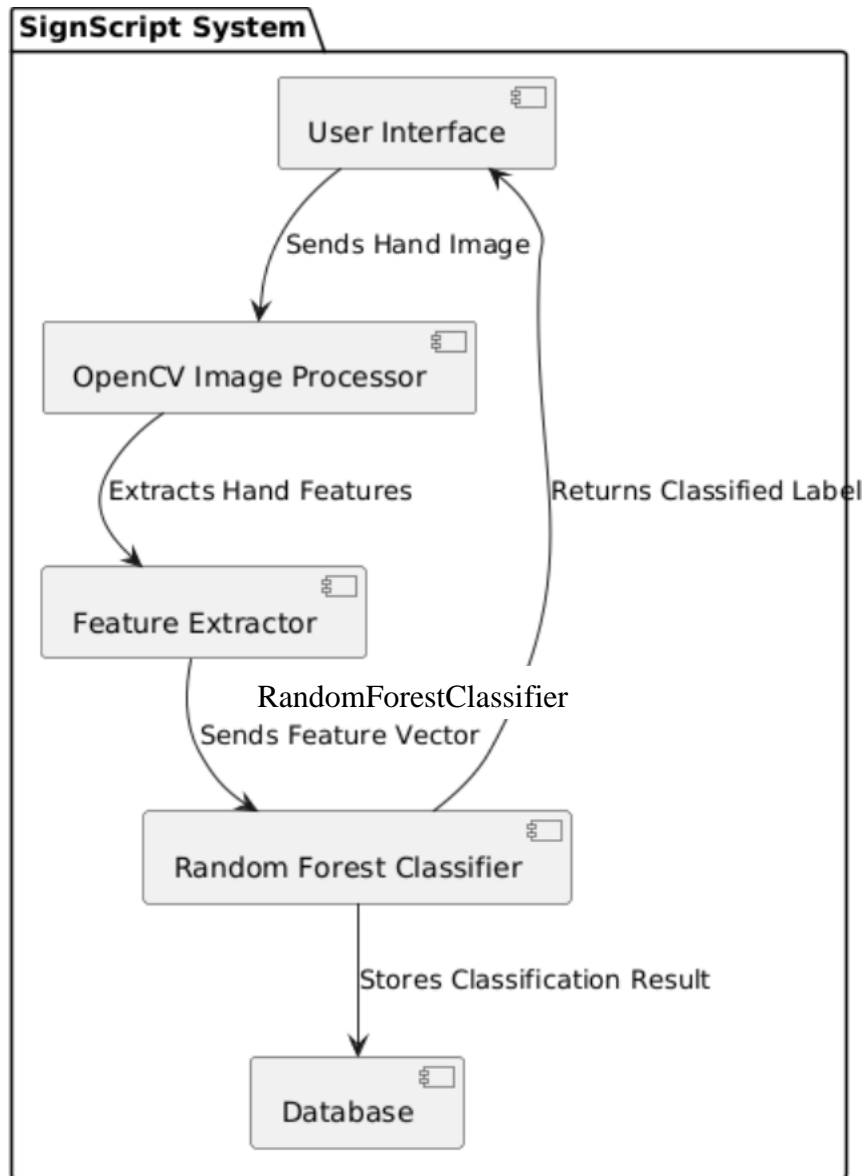 SignScript System
User Interface
Sends Hand Image
OpenCV Image Processor
Extracts Hand Features
Returns Classified Label
Feature Extractor
RandomForestClassifier
Sends Feature Vector
Random Forest Classifier
Stores Classification Result
Database